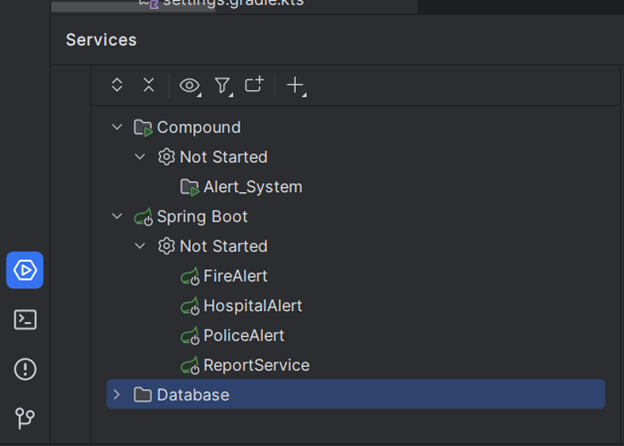 settings.gradle.kts
Services
Compound
Not Started
Alert_System
Spring Boot
Not Started
FireAlert
HospitalAlert
PoliceAlert
ReportService
Database